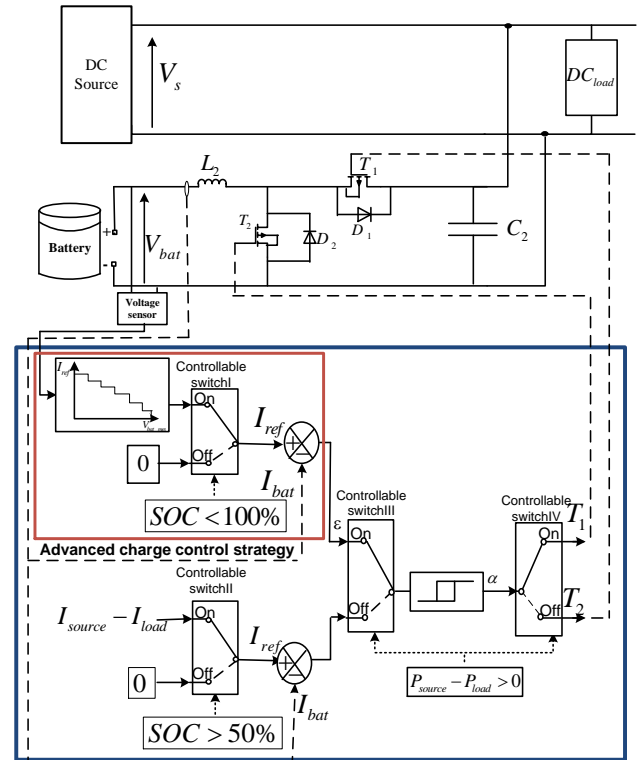 DC
Source
V_s
DC_load
L_2
T_1
T_2
D_2
D_1
C_2
Battery
+
-
V_bat
Voltage
sensor
I_ref
Controllable
switchI
On
Off
0
I_ref
I_bat
SOC <100%
Advanced charge control strategy
Controllable
switchII
I_source − I_load
On
Off
0
I_ref
I_bat
SOC > 50%
ε
Controllable
switchIII
On
Off
α
Controllable
switchIV
On
Off
T_1
T_2
P_source − P_load > 0